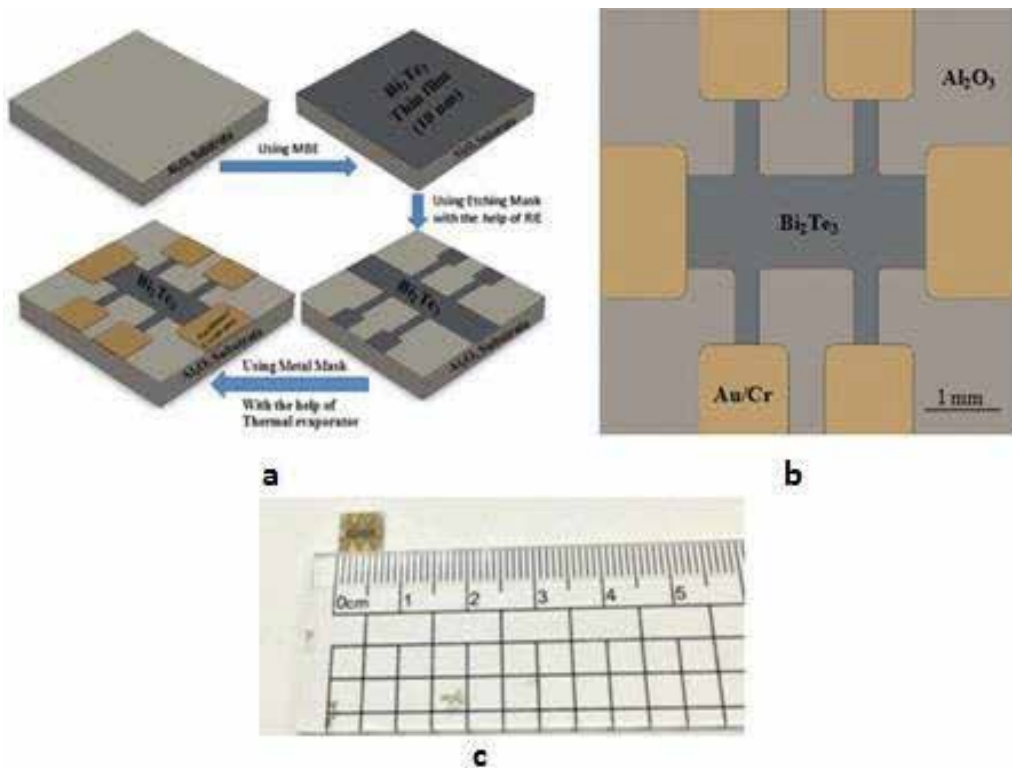 Al₂O₃ Substrate
Bi₂Te₃
Thin film
(10 nm)
Al₂O₃ Substrate
Using MBE
Using Etching Mask
with the help of RIE
Bi₂Te₃
Al₂O₃ Substrate
Using Metal Mask
With the help of
Thermal evaporator
Bi₂Te₃
Al₂O₃ Substrate
a
Al₂O₃
Bi₂Te₃
Au/Cr
1 mm
b
0cm 1 2 3 4 5
c